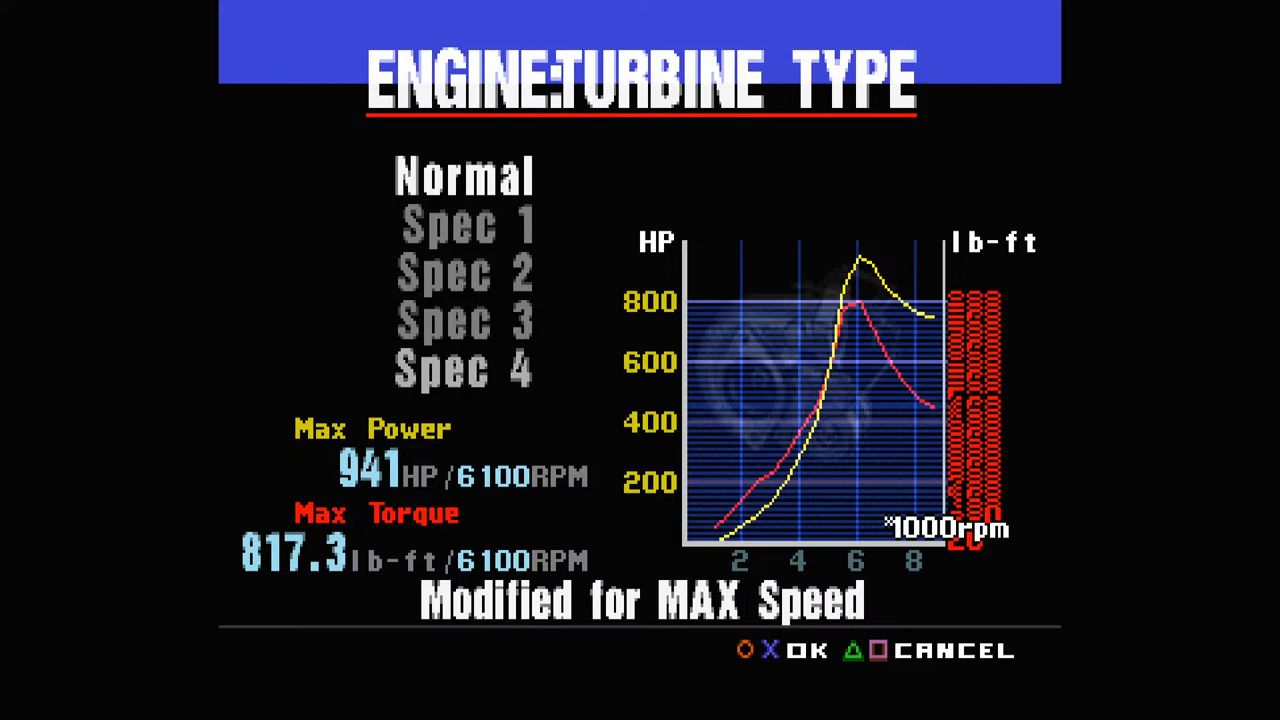 ENGINE:TURBINE TYPE
Normal
Spec 1
Spec 2
Spec 3
Spec 4
Max Power
941HP/6100RPM
Max Torque
817.3lb-ft/6100RPM
HP
lb-ft
800
600
400
200
20
×1000rpm
2 4 6 8
Modified for MAX Speed
OK CANCEL